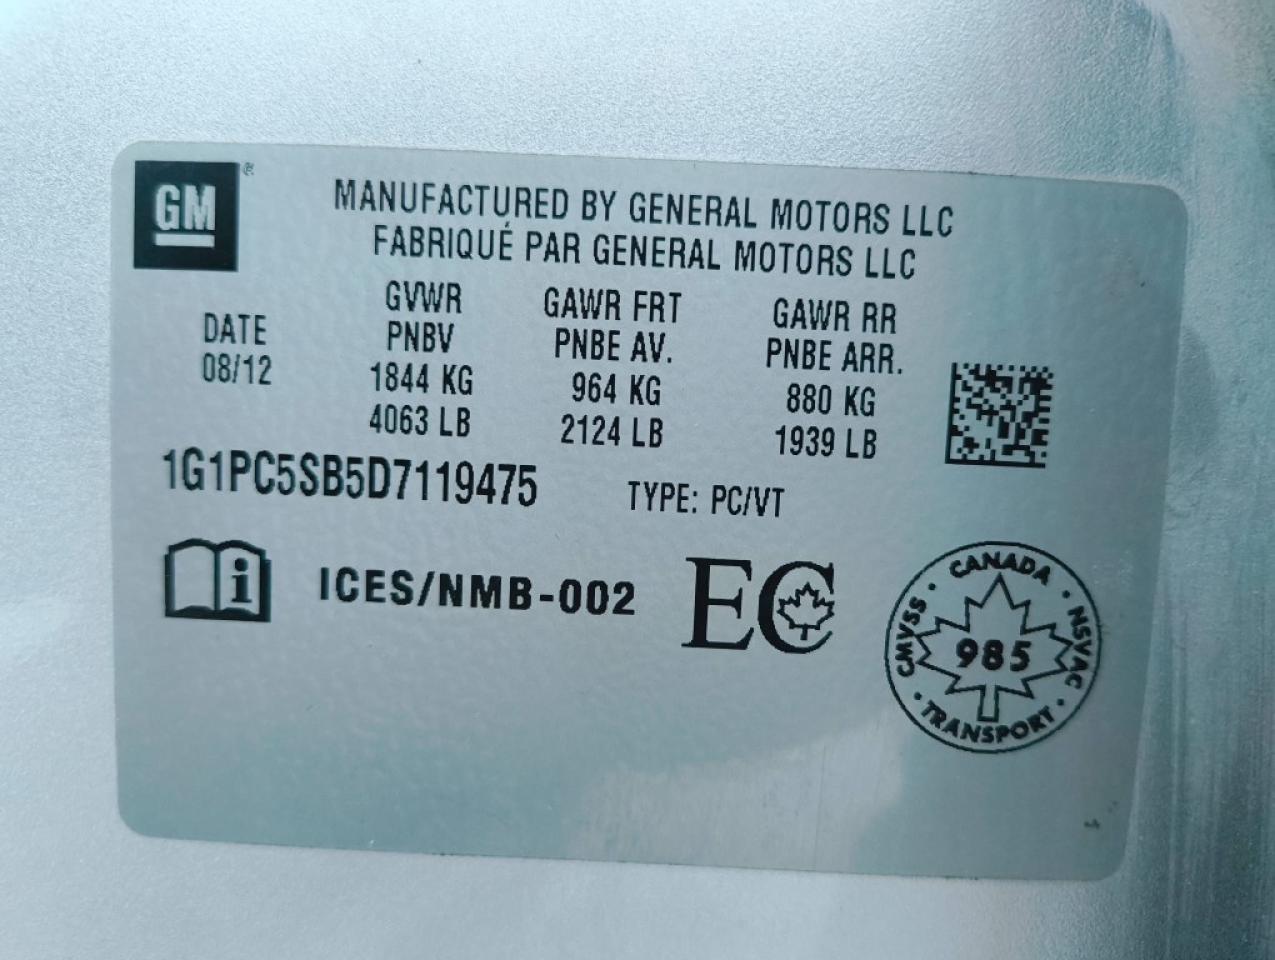 GM
MANUFACTURED BY GENERAL MOTORS LLC
FABRIQUÉ PAR GENERAL MOTORS LLC
DATE
08/12
GVWR
PNBV
1844 KG
4063 LB
GAWR FRT
PNBE AV.
964 KG
2124 LB
GAWR RR
PNBE ARR.
880 KG
1939 LB
1G1PC5SB5D7119475
TYPE: PC/VT
i
ICES/NMB-002
EC
CANADA
CMVSS · NSVAC
985
TRANSPORT